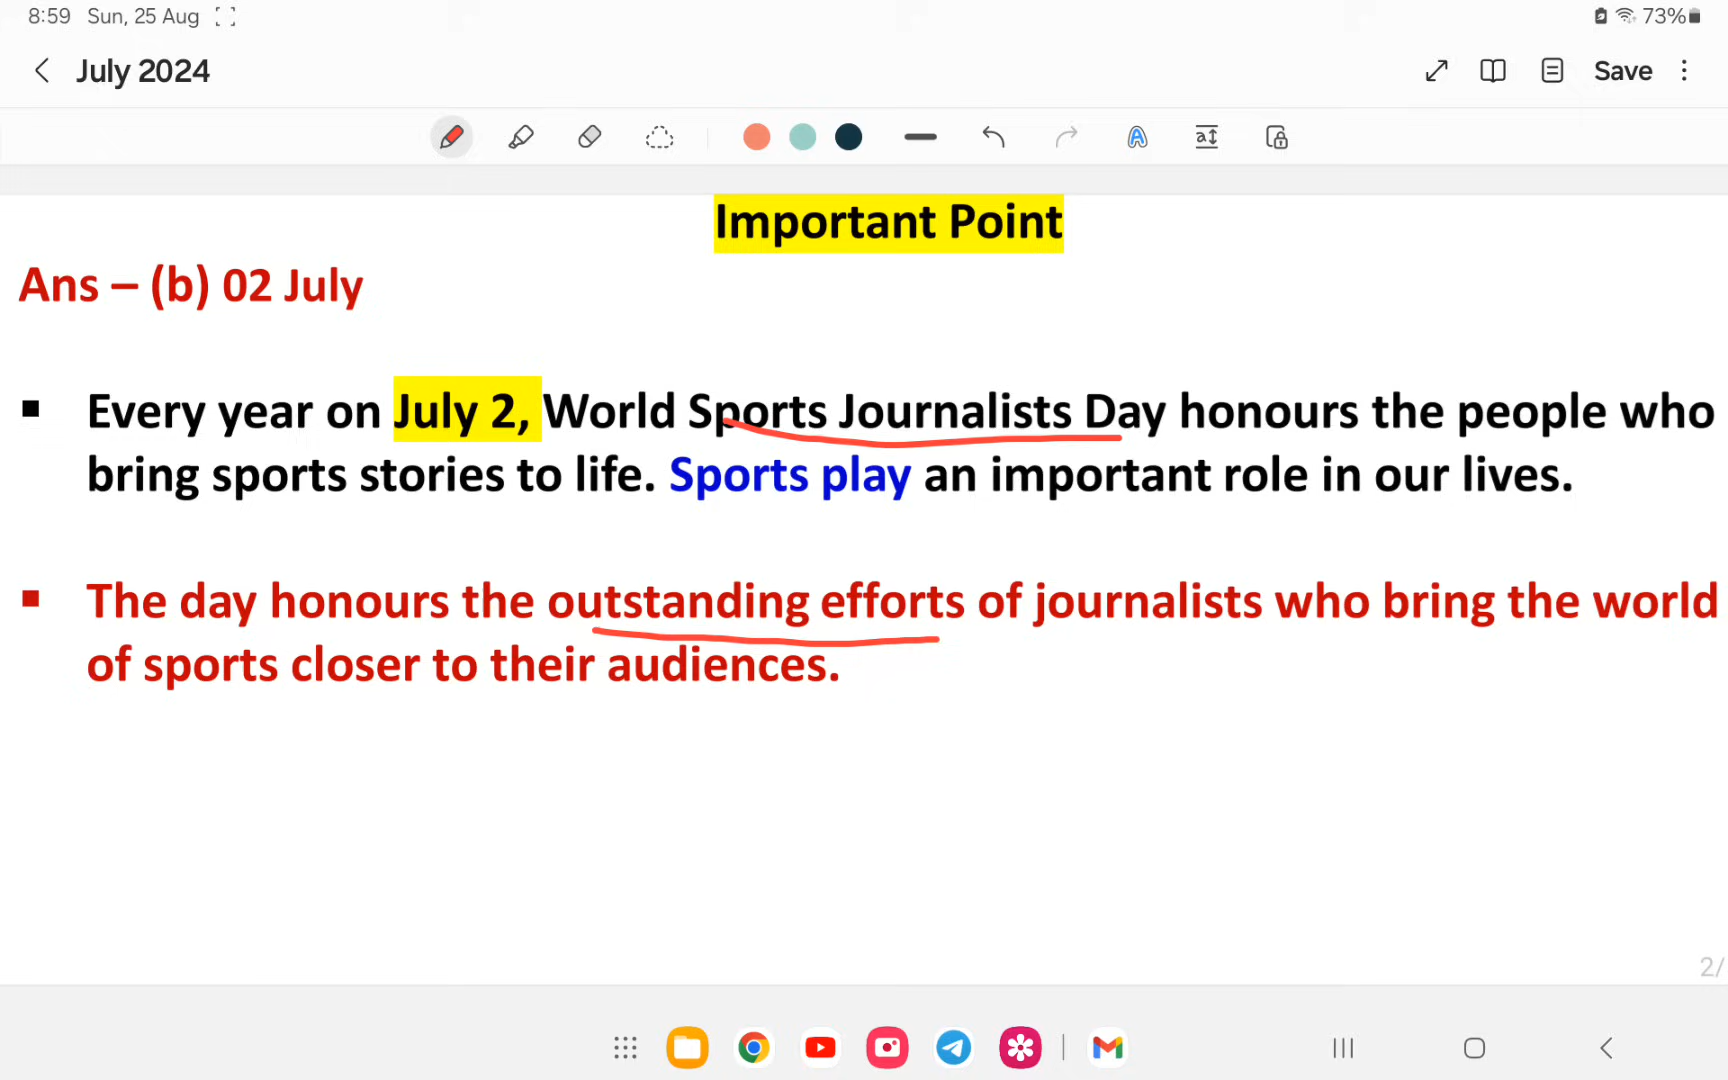 8:59 Sun, 25 Aug 73%
July 2024 Save
Important Point
Ans – (b) 02 July
▪ Every year on July 2, World Sports Journalists Day honours the people who
bring sports stories to life. Sports play an important role in our lives.
▪ The day honours the outstanding efforts of journalists who bring the world
of sports closer to their audiences.
2/